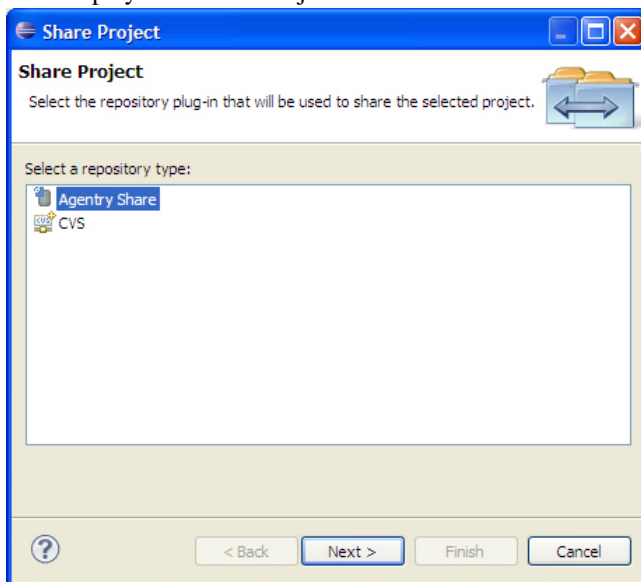 Share Project
Share Project
Select the repository plug-in that will be used to share the selected project.
Select a repository type:
Agentry Share
CVS
?
< Back Next > Finish Cancel